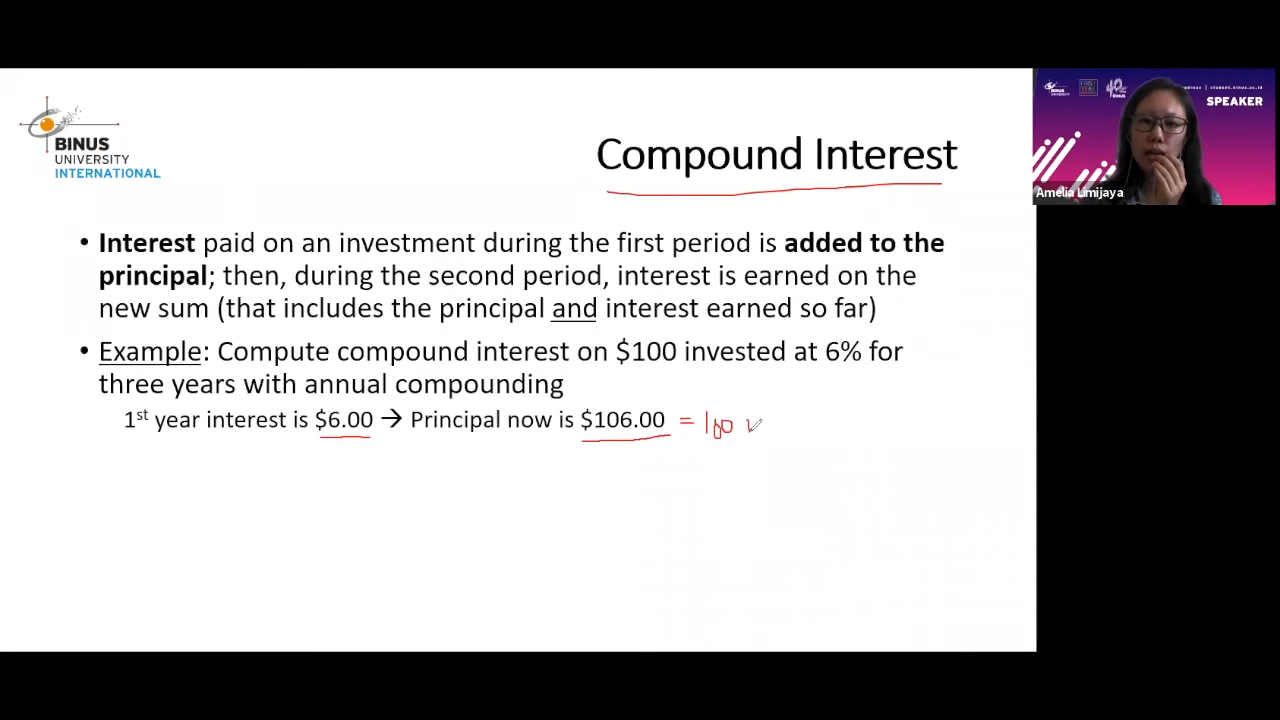 BINUS
UNIVERSITY
INTERNATIONAL
Compound Interest
SPEAKER
Amelia Limijaya
• Interest paid on an investment during the first period is added to the
principal; then, during the second period, interest is earned on the
new sum (that includes the principal and interest earned so far)
• Example: Compute compound interest on $100 invested at 6% for
three years with annual compounding
1st year interest is $6.00 → Principal now is $106.00 = 100